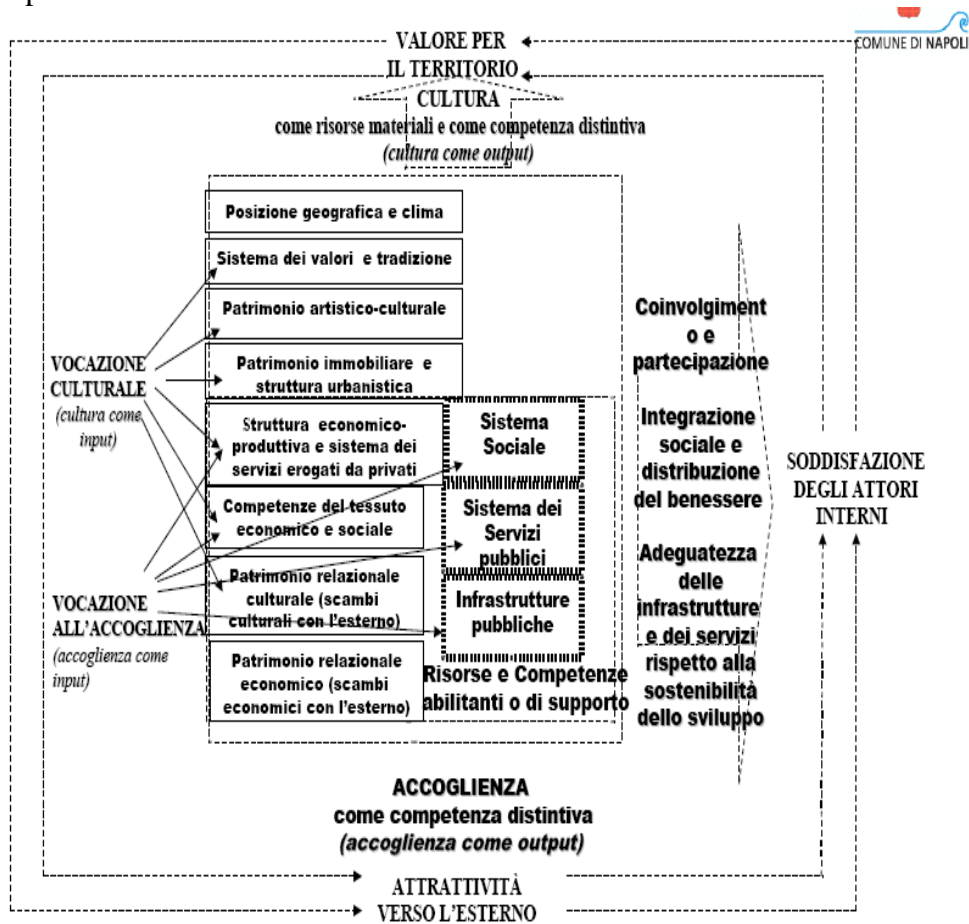 COMUNE DI NAPOLI
VALORE PER
IL TERRITORIO
CULTURA
come risorse materiali e come competenza distintiva
(cultura come output)
Posizione geografica e clima
Sistema dei valori e tradizione
Patrimonio artistico-culturale
Patrimonio immobiliare e
struttura urbanistica
Struttura economico-
produttiva e sistema dei
servizi erogati da privati
Competenze del tessuto
economico e sociale
Patrimonio relazionale
culturale (scambi
culturali con l'esterno)
Patrimonio relazionale
economico (scambi
economici con l'esterno)
VOCAZIONE
CULTURALE
(cultura come
input)
VOCAZIONE
ALL'ACCOGLIENZA
(accoglienza come
input)
Sistema
Sociale
Sistema dei
Servizi
pubblici
Infrastrutture
pubbliche
Risorse e Competenze
abilitanti o di supporto
Coinvolgiment
o e
partecipazione
Integrazione
sociale e
distribuzione
del benessere
Adeguatezza
delle
infrastrutture
e dei servizi
rispetto alla
sostenibilità
dello sviluppo
SODDISFAZIONE
DEGLI ATTORI
INTERNI
ACCOGLIENZA
come competenza distintiva
(accoglienza come output)
ATTRATTIVITÀ
VERSO L'ESTERNO